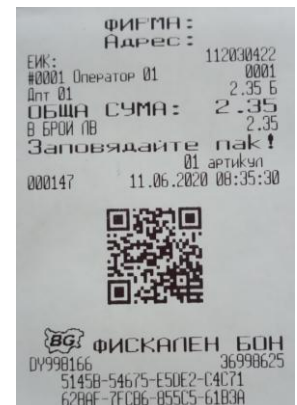 ФИРМА:
Адрес:
ЕИК: 112030422
#0001 Оператор 01 0001
Дпт 01 2.35 Б
ОБЩА СУМА: 2.35
В БРОЙ ЛВ 2.35
Заповядайте пак!
01 артикул
000147 11.06.2020 08:35:30
BG ФИСКАЛЕН БОН
DY998166 36998625
5145B-54675-E5DE2-C4C71
62BAF-7ECB6-855C5-61B3A